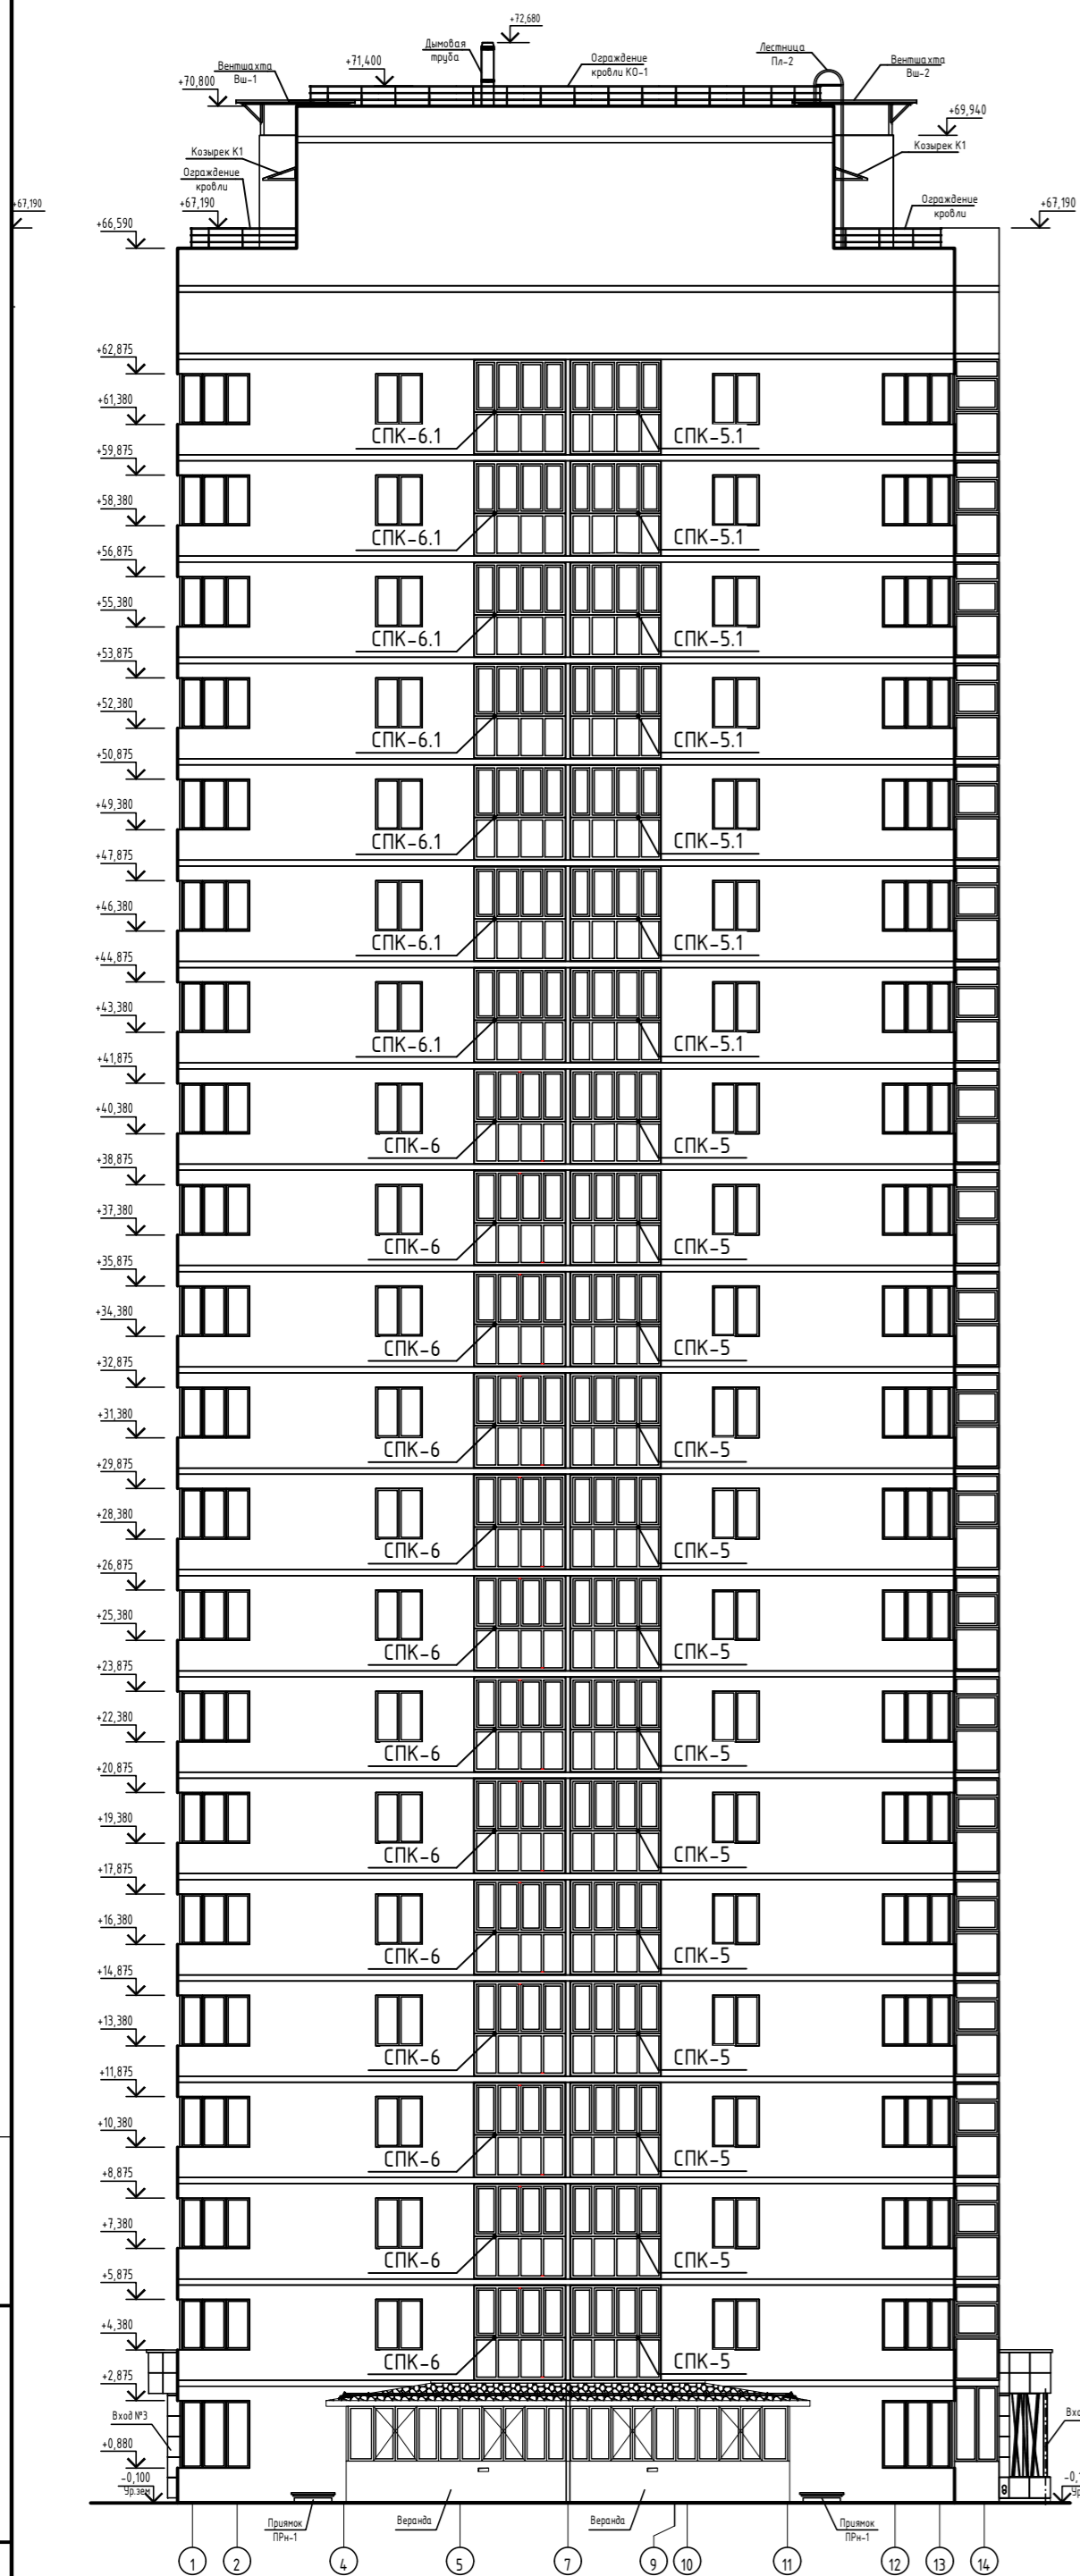 +72,680
Дымовая
труба
Лестница
Пл-2
+71,400
Ограждение
кровли КО-1
Вентшахта
Вш-1
Вентшахта
Вш-2
+70,800
+69,940
Козырек К1
Козырек К1
Ограждение
кровли
Ограждение
кровли
+67,190
+67,190
+67,190
+66,590
+62,875
+61,380
СПК-6.1 СПК-5.1
+59,875
+58,380
СПК-6.1 СПК-5.1
+56,875
+55,380
СПК-6.1 СПК-5.1
+53,875
+52,380
СПК-6.1 СПК-5.1
+50,875
+49,380
СПК-6.1 СПК-5.1
+47,875
+46,380
СПК-6.1 СПК-5.1
+44,875
+43,380
СПК-6.1 СПК-5.1
+41,875
+40,380
СПК-6 СПК-5
+38,875
+37,380
СПК-6 СПК-5
+35,875
+34,380
СПК-6 СПК-5
+32,875
+31,380
СПК-6 СПК-5
+29,875
+28,380
СПК-6 СПК-5
+26,875
+25,380
СПК-6 СПК-5
+23,875
+22,380
СПК-6 СПК-5
+20,875
+19,380
СПК-6 СПК-5
+17,875
+16,380
СПК-6 СПК-5
+14,875
+13,380
СПК-6 СПК-5
+11,875
+10,380
СПК-6 СПК-5
+8,875
+7,380
СПК-6 СПК-5
+5,875
+4,380
СПК-6 СПК-5
+2,875
Вход №3
+0,880
-0,100
Ур.зем
Приямок
ПРн-1
Веранда
Веранда
Приямок
ПРн-1
1 2 4 5 7 9 10 11 12 13 14